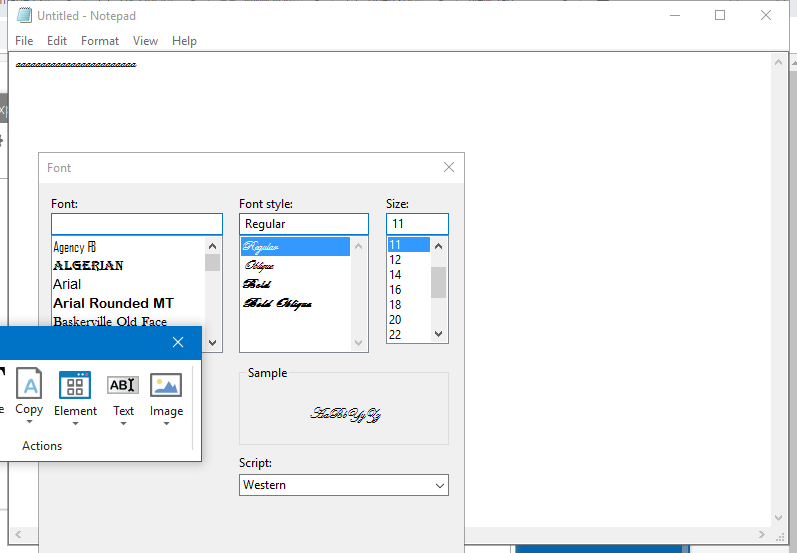 Untitled - Notepad
File Edit Format View Help
aaaaaaaaaaaaaaaaaaaaaaaa
Font
Font: Font style: Size:
Regular 11
Agency FB
ALGERIAN
Arial
Arial Rounded MT
Baskerville Old Face
Regular
Oblique
Bold
Bold Oblique
11
12
14
16
18
20
22
Copy Element Text Image
Actions
Sample
AaBbYyZz
Script:
Western